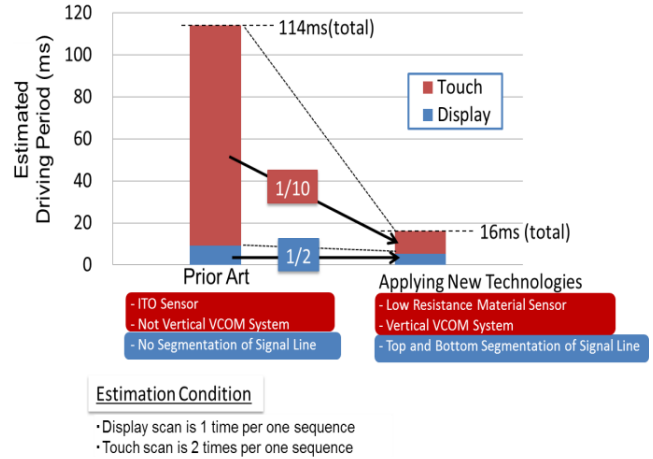 120
100
80
60
40
20
0
Estimated
Driving Period (ms)
114ms(total)
Touch
Display
1/10
1/2
16ms (total)
Prior Art
Applying New Technologies
- ITO Sensor
- Not Vertical VCOM System
- No Segmentation of Signal Line
- Low Resistance Material Sensor
- Vertical VCOM System
- Top and Bottom Segmentation of Signal Line
Estimation Condition
・Display scan is 1 time per one sequence
・Touch scan is 2 times per one sequence